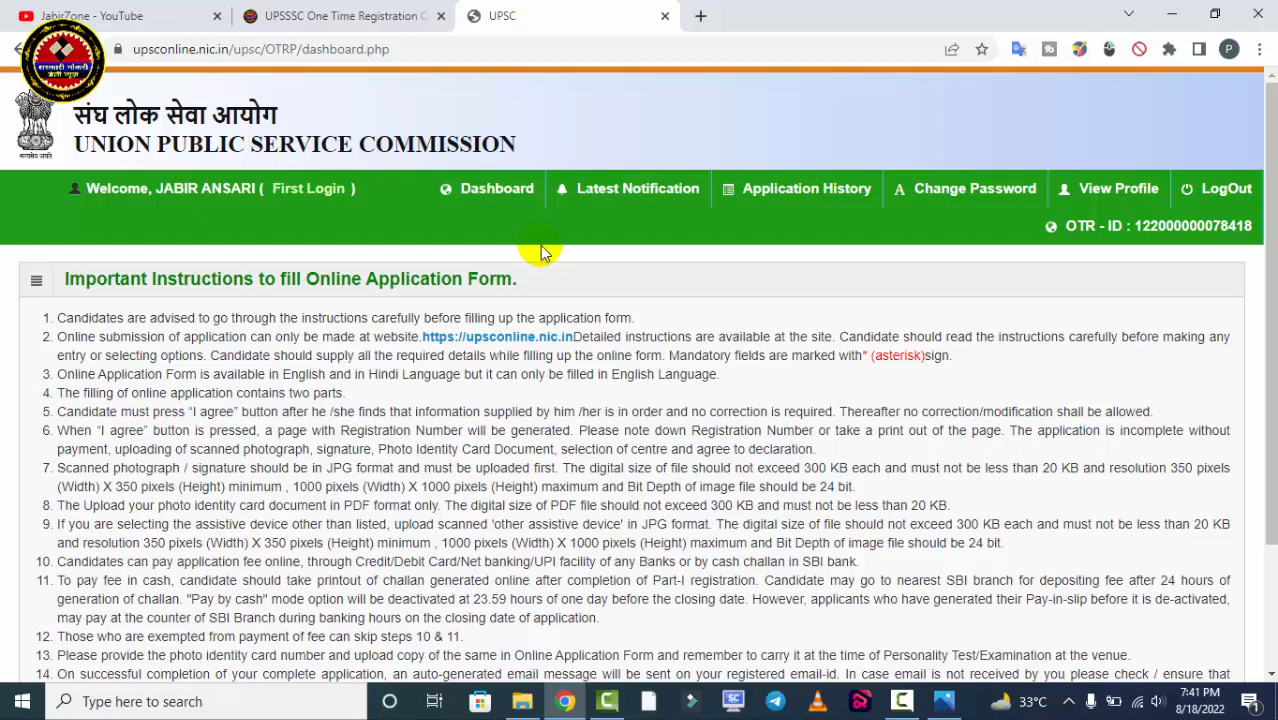 JabirZone - YouTube
UPSSSC One Time Registration
UPSC
upsconline.nic.in/upsc/OTRP/dashboard.php
P
सरकारी नौकरी
डेली न्यूज
सत्यमेव जयते
संघ लोक सेवा आयोग
UNION PUBLIC SERVICE COMMISSION
Welcome, JABIR ANSARI ( First Login ) Dashboard Latest Notification Application History Change Password View Profile LogOut
OTR - ID : 122000000078418
Important Instructions to fill Online Application Form.
1. Candidates are advised to go through the instructions carefully before filling up the application form.
2. Online submission of application can only be made at website.https://upsconline.nic.inDetailed instructions are available at the site. Candidate should read the instructions carefully before making any
entry or selecting options. Candidate should supply all the required details while filling up the online form. Mandatory fields are marked with* (asterisk)sign.
3. Online Application Form is available in English and in Hindi Language but it can only be filled in English Language.
4. The filling of online application contains two parts.
5. Candidate must press “I agree” button after he /she finds that information supplied by him /her is in order and no correction is required. Thereafter no correction/modification shall be allowed.
6. When “I agree” button is pressed, a page with Registration Number will be generated. Please note down Registration Number or take a print out of the page. The application is incomplete without
payment, uploading of scanned photograph, signature, Photo Identity Card Document, selection of centre and agree to declaration.
7. Scanned photograph / signature should be in JPG format and must be uploaded first. The digital size of file should not exceed 300 KB each and must not be less than 20 KB and resolution 350 pixels
(Width) X 350 pixels (Height) minimum , 1000 pixels (Width) X 1000 pixels (Height) maximum and Bit Depth of image file should be 24 bit.
8. The Upload your photo identity card document in PDF format only. The digital size of PDF file should not exceed 300 KB and must not be less than 20 KB.
9. If you are selecting the assistive device other than listed, upload scanned 'other assistive device' in JPG format. The digital size of file should not exceed 300 KB each and must not be less than 20 KB
and resolution 350 pixels (Width) X 350 pixels (Height) minimum , 1000 pixels (Width) X 1000 pixels (Height) maximum and Bit Depth of image file should be 24 bit.
10. Candidates can pay application fee online, through Credit/Debit Card/Net banking/UPI facility of any Banks or by cash challan in SBI bank.
11. To pay fee in cash, candidate should take printout of challan generated online after completion of Part-I registration. Candidate may go to nearest SBI branch for depositing fee after 24 hours of
generation of challan. "Pay by cash" mode option will be deactivated at 23.59 hours of one day before the closing date. However, applicants who have generated their Pay-in-slip before it is de-activated,
may pay at the counter of SBI Branch during banking hours on the closing date of application.
12. Those who are exempted from payment of fee can skip steps 10 & 11.
13. Please provide the photo identity card number and upload copy of the same in Online Application Form and remember to carry it at the time of Personality Test/Examination at the venue.
14. On successful completion of your complete application, an auto-generated email message will be sent on your registered email-id. In case email is not received by you please check / ensure that
Type here to search
33°C
7:41 PM
8/18/2022